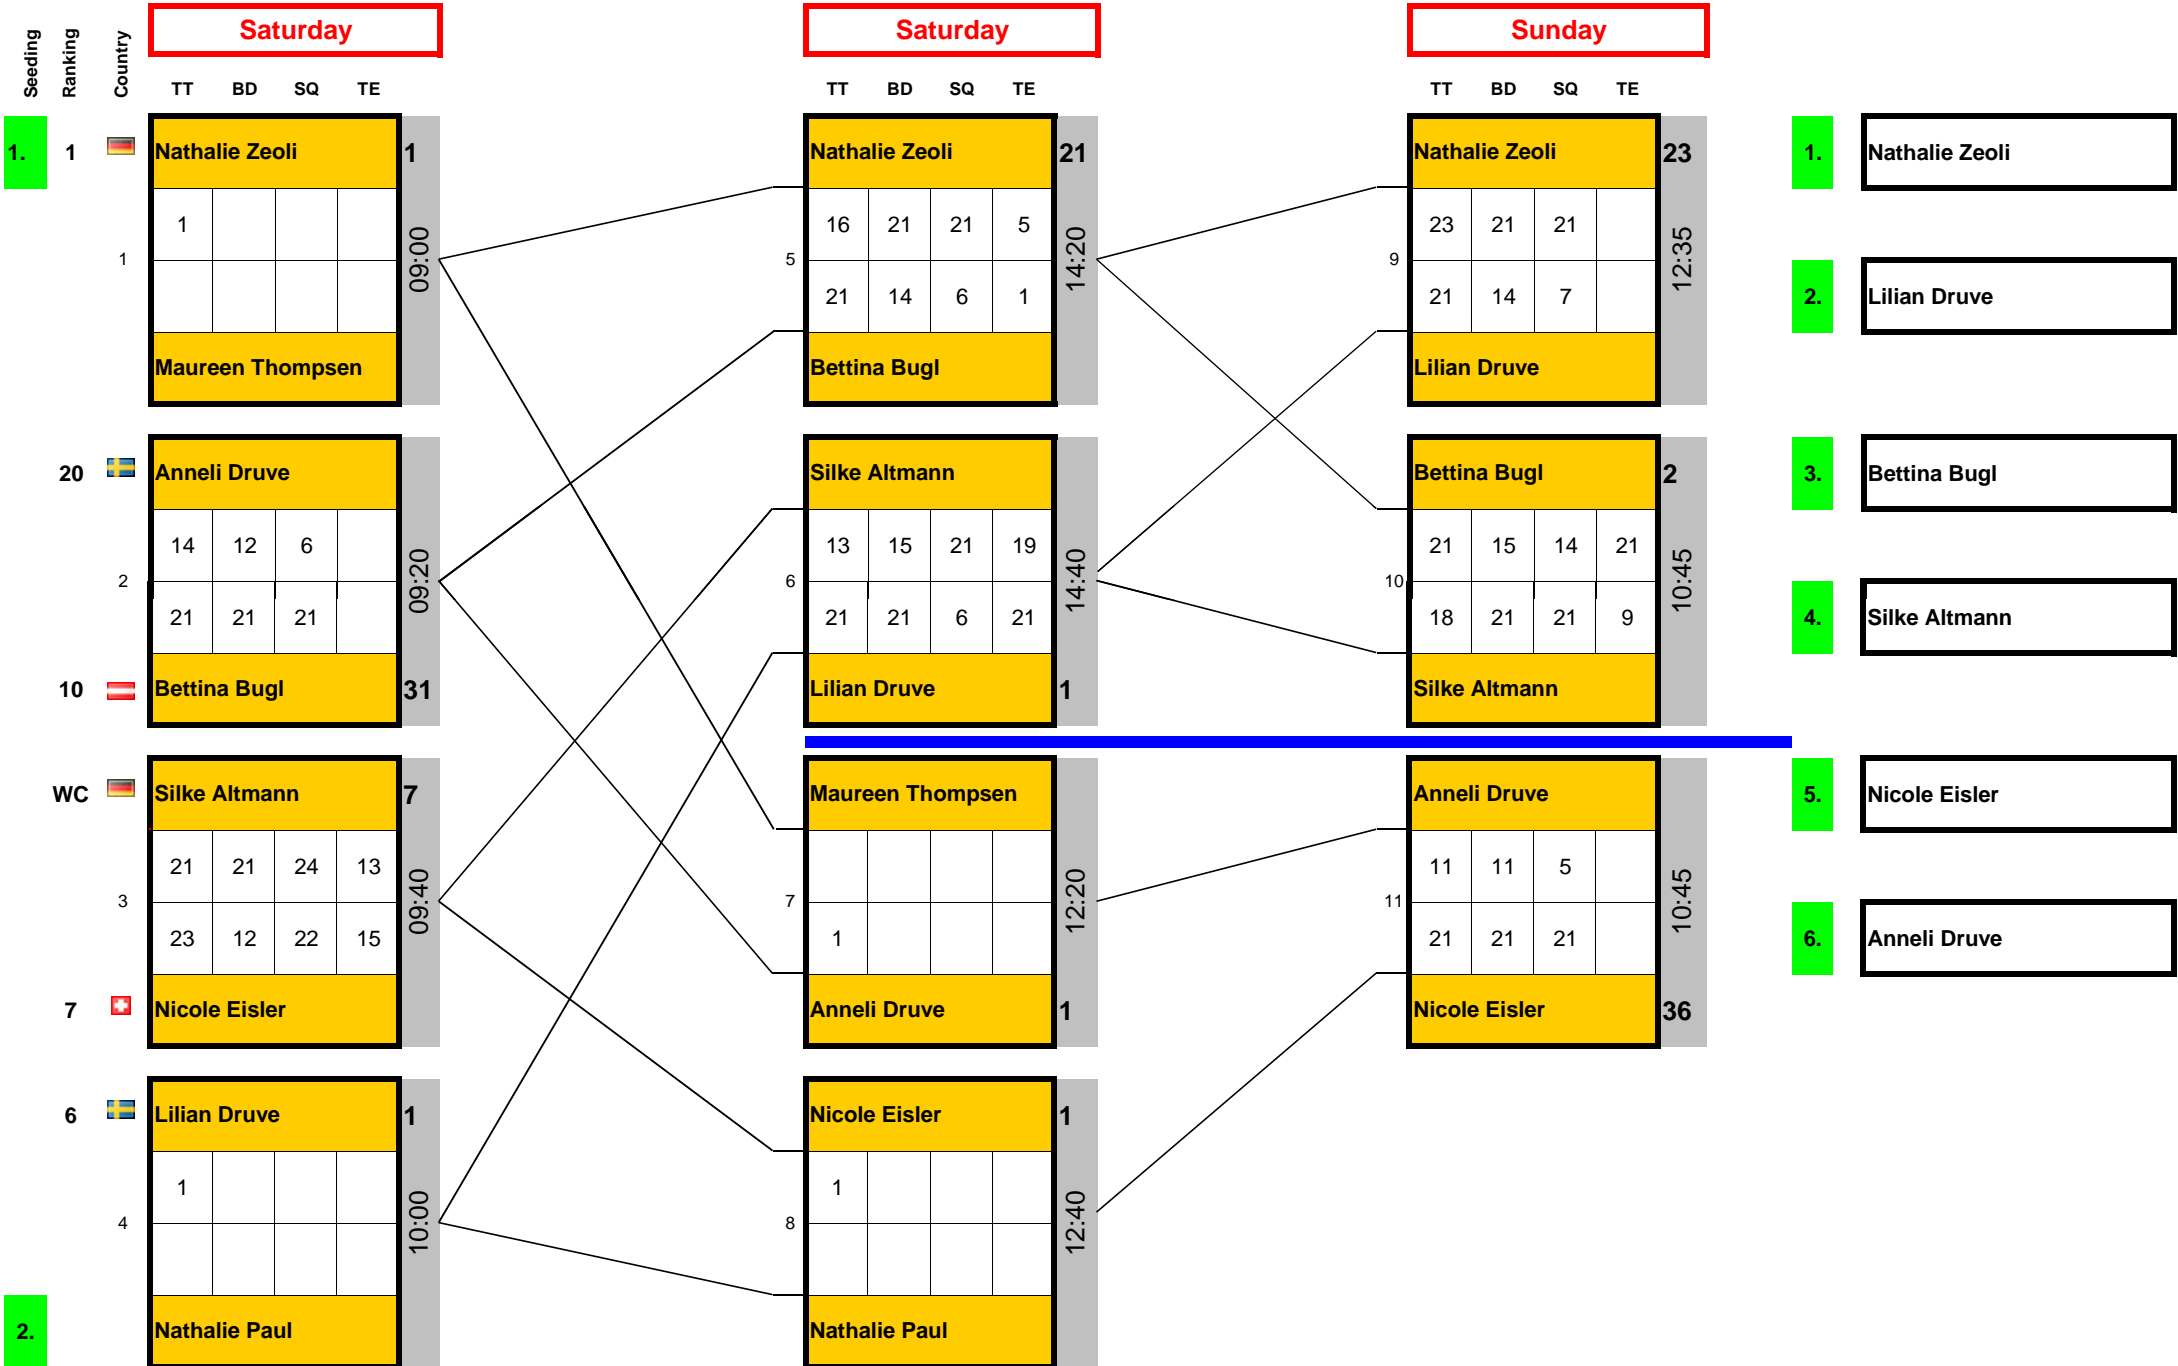 Saturday Saturday Sunday
Seeding Ranking Country
TT BD SQ TE TT BD SQ TE TT BD SQ TE
1. 1 Nathalie Zeoli 1 Nathalie Zeoli 21 Nathalie Zeoli 23 1. Nathalie Zeoli
1 16 21 21 5 23 21 21
1 09:00 5 14:20 9 12:35 2. Lilian Druve
21 14 6 1 21 14 7
Maureen Thompsen Bettina Bugl Lilian Druve
20 Anneli Druve Silke Altmann Bettina Bugl 2 3. Bettina Bugl
14 12 6 13 15 21 19 21 15 14 21
2 09:20 6 14:40 10 10:45 4. Silke Altmann
21 21 21 21 21 6 21 18 21 21 9
10 Bettina Bugl 31 Lilian Druve 1 Silke Altmann
WC Silke Altmann 7 Maureen Thompsen Anneli Druve 5. Nicole Eisler
21 21 24 13 11 11 5
3 09:40 7 12:20 11 10:45 6. Anneli Druve
23 12 22 15 1 21 21 21
7 Nicole Eisler Anneli Druve 1 Nicole Eisler 36
6 Lilian Druve 1 Nicole Eisler 1
1 1
4 10:00 8 12:40
2. Nathalie Paul Nathalie Paul